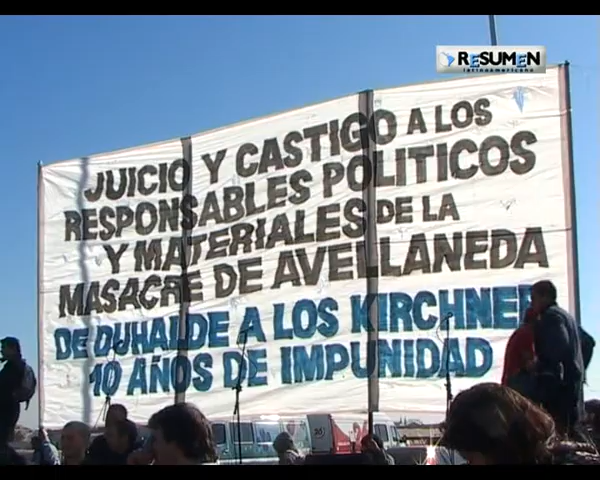 RESUMEN
latinoamericano
JUICIO Y CASTIGO A LOS
RESPONSABLES POLITICOS
Y MATERIALES DE LA
MASACRE DE AVELLANEDA
DE DUHALDE A LOS KIRCHNER
10 AÑOS DE IMPUNIDAD